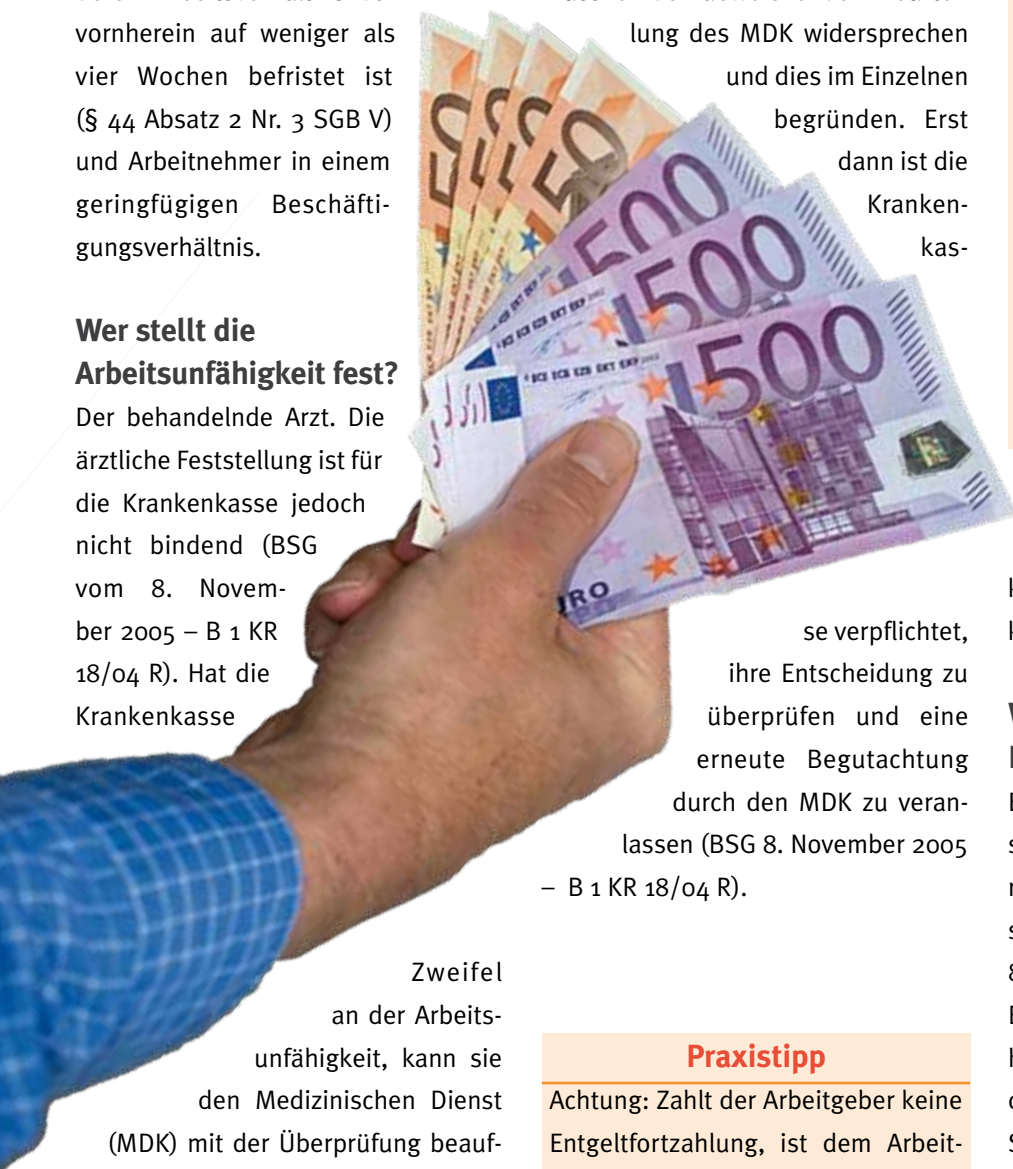 vornherein auf weniger als
vier Wochen befristet ist
(§ 44 Absatz 2 Nr. 3 SGB V)
und Arbeitnehmer in einem
geringfügigen Beschäfti-
gungsverhältnis.
Wer stellt die
Arbeitsunfähigkeit fest?
Der behandelnde Arzt. Die
ärztliche Feststellung ist für
die Krankenkasse jedoch
nicht bindend (BSG
vom 8. Novem-
ber 2005 – B 1 KR
18/04 R). Hat die
Krankenkasse
Zweifel
an der Arbeits-
unfähigkeit, kann sie
den Medizinischen Dienst
(MDK) mit der Überprüfung beauf-
lung des MDK widersprechen
und dies im Einzelnen
begründen. Erst
dann ist die
Kranken-
kas-
se verpflichtet,
ihre Entscheidung zu
überprüfen und eine
erneute Begutachtung
durch den MDK zu veran-
lassen (BSG 8. November 2005
– B 1 KR 18/04 R).
Praxistipp
Achtung: Zahlt der Arbeitgeber keine
Entgeltfortzahlung, ist dem Arbeit-
50
500
500
500